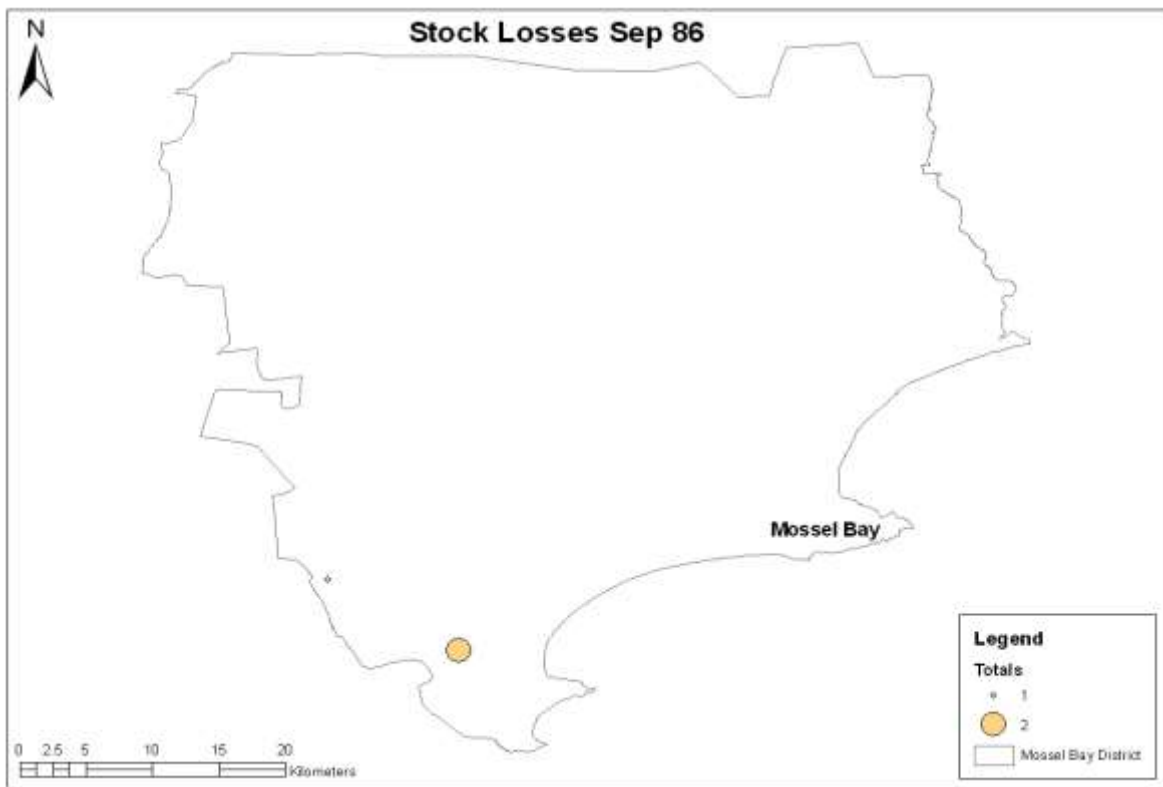 Stock Losses Sep 86
N
Mossel Bay
Legend
Totals
1
2
Mossel Bay District
0 2.5 5 10 15 20
Kilometers